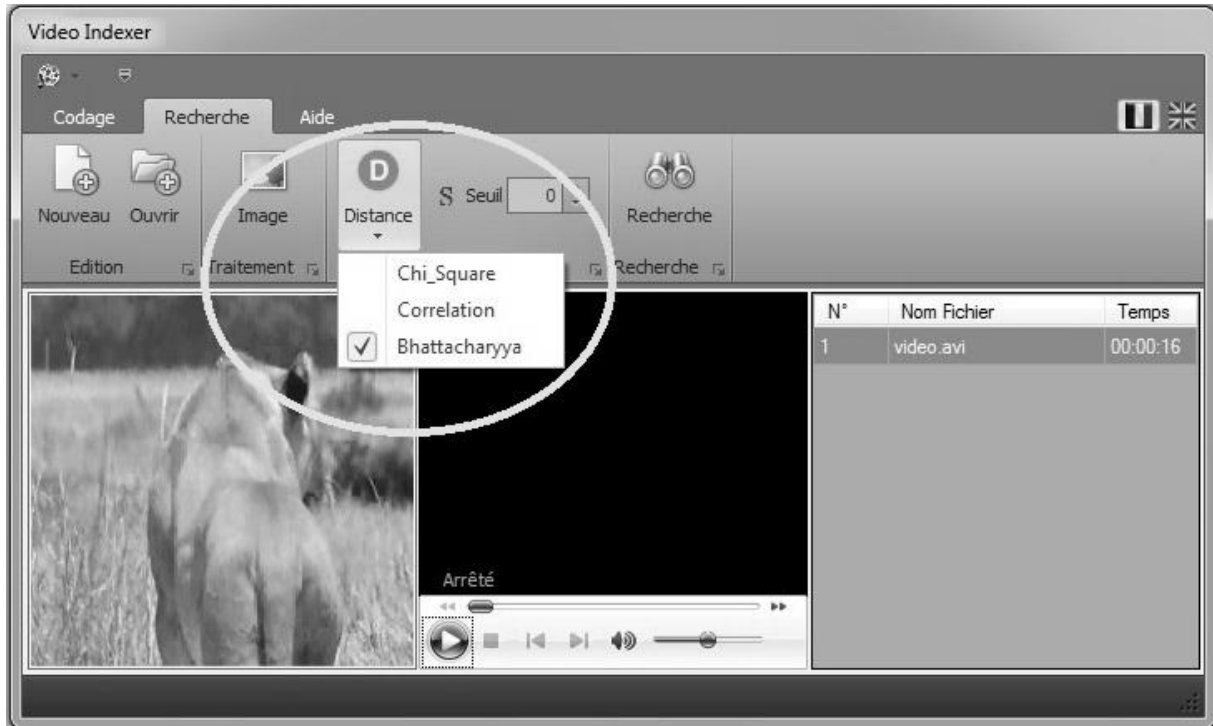 Video Indexer
Codage Recherche Aide
Nouveau Ouvrir Image D Distance S Seuil 0 Recherche
Edition Traitement Recherche
Chi_Square
Correlation
Bhattacharyya
N° Nom Fichier Temps
1 video.avi 00:00:16
Arrêté